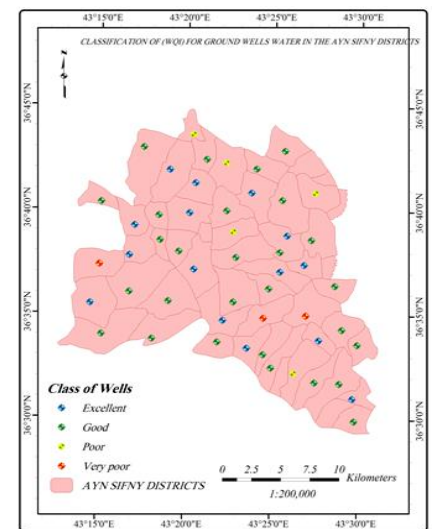 43°15'0"E 43°20'0"E 43°25'0"E 43°30'0"E
CLASSIFICATION OF (WQI) FOR GROUND WELLS WATER IN THE AYN SIFNY DISTRICTS
N
36°45'0"N 36°45'0"N
36°40'0"N 36°40'0"N
36°35'0"N 36°35'0"N
36°30'0"N 36°30'0"N
Class of Wells
Excellent
Good
Poor
Very poor
AYN SIFNY DISTRICTS
0 2.5 5 7.5 10
Kilometers
1:200,000
43°15'0"E 43°20'0"E 43°25'0"E 43°30'0"E